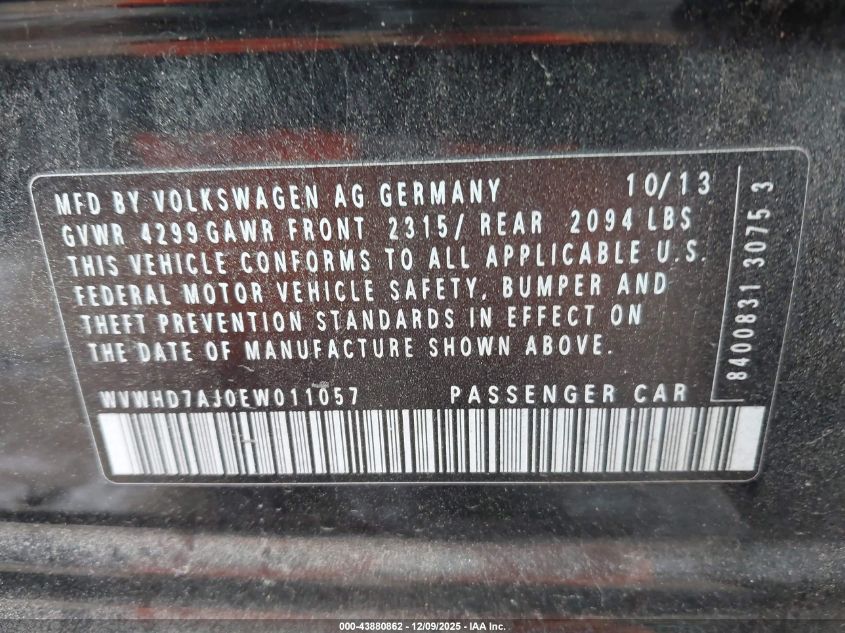 MFD BY VOLKSWAGEN AG GERMANY 10/13
GVWR 4299 GAWR FRONT 2315/ REAR 2094 LBS
THIS VEHICLE CONFORMS TO ALL APPLICABLE U.S.
FEDERAL MOTOR VEHICLE SAFETY, BUMPER AND
THEFT PREVENTION STANDARDS IN EFFECT ON
THE DATE OF MANUFACTURE SHOWN ABOVE.
WVWHD7AJ0EW011057 PASSENGER CAR
8400831 3075 3
000-43880862 - 12/09/2025 - IAA Inc.